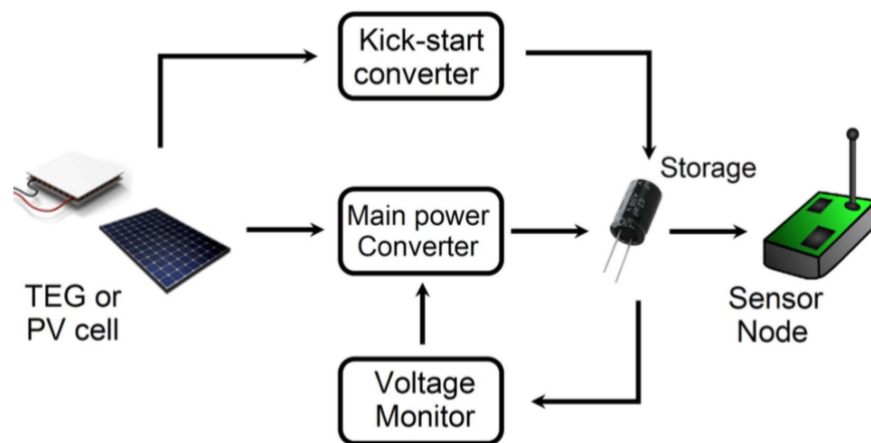 Kick-start
converter
Storage
Main power
Converter
TEG or
PV cell
Sensor
Node
Voltage
Monitor